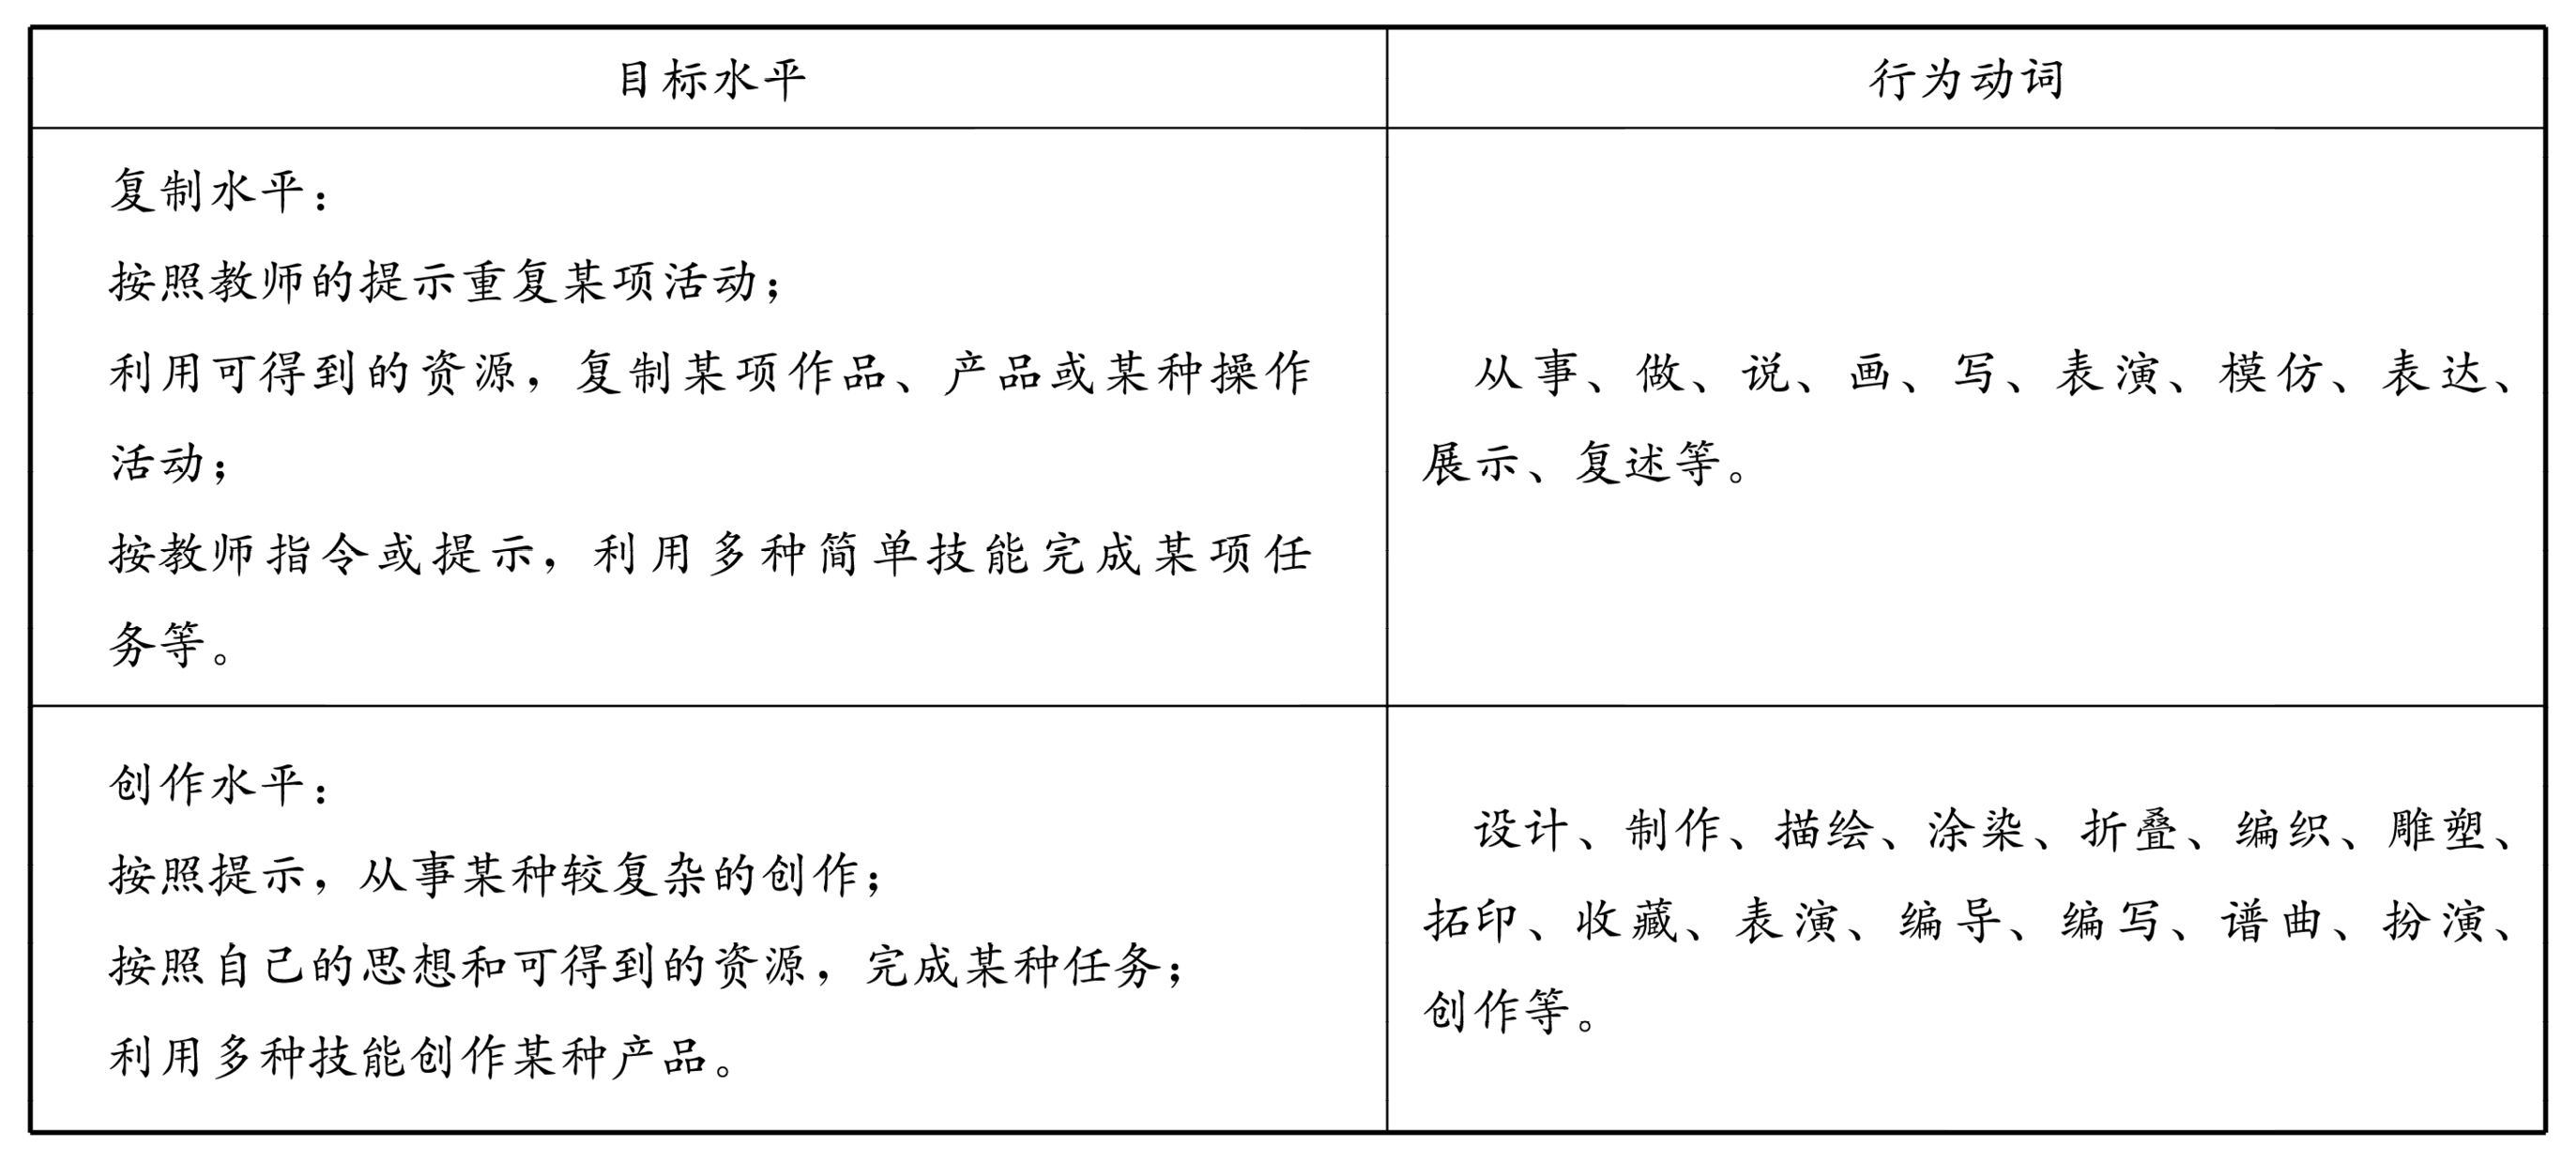 目标水平
行为动词
复制水平：
按照教师的提示重复某项活动；
利用可得到的资源，复制某项作品、产品或某种操作
活动；
按教师指令或提示，利用多种简单技能完成某项任
务等。
从事、做、说、画、写、表演、模仿、表达、
展示、复述等。
创作水平：
按照提示，从事某种较复杂的创作；
按照自己的思想和可得到的资源，完成某种任务；
利用多种技能创作某种产品。
设计、制作、描绘、涂染、折叠、编织、雕塑、
拓印、收藏、表演、编导、编写、谱曲、扮演、
创作等。